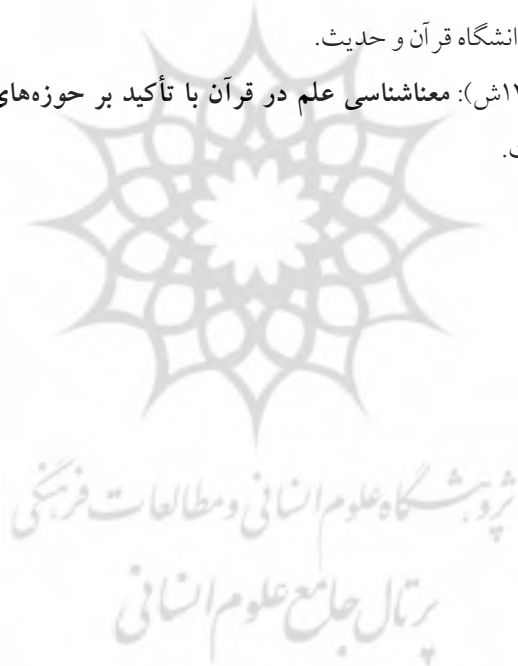 انشگاه قرآن و حدیث.
۱۲ش): معناشناسی علم در قرآن با تأکید بر حوزه‌های
پژوهشگاه علوم انسانی و مطالعات فرهنگی
پرتال جامع علوم انسانی